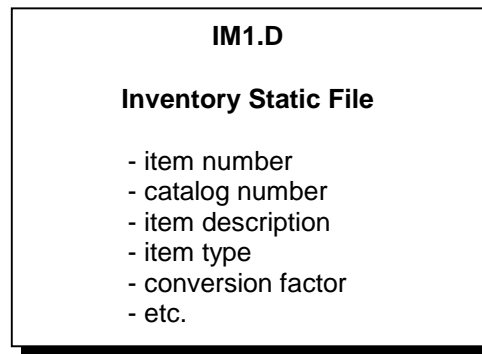 IM1.D
Inventory Static File
- item number
- catalog number
- item description
- item type
- conversion factor
- etc.